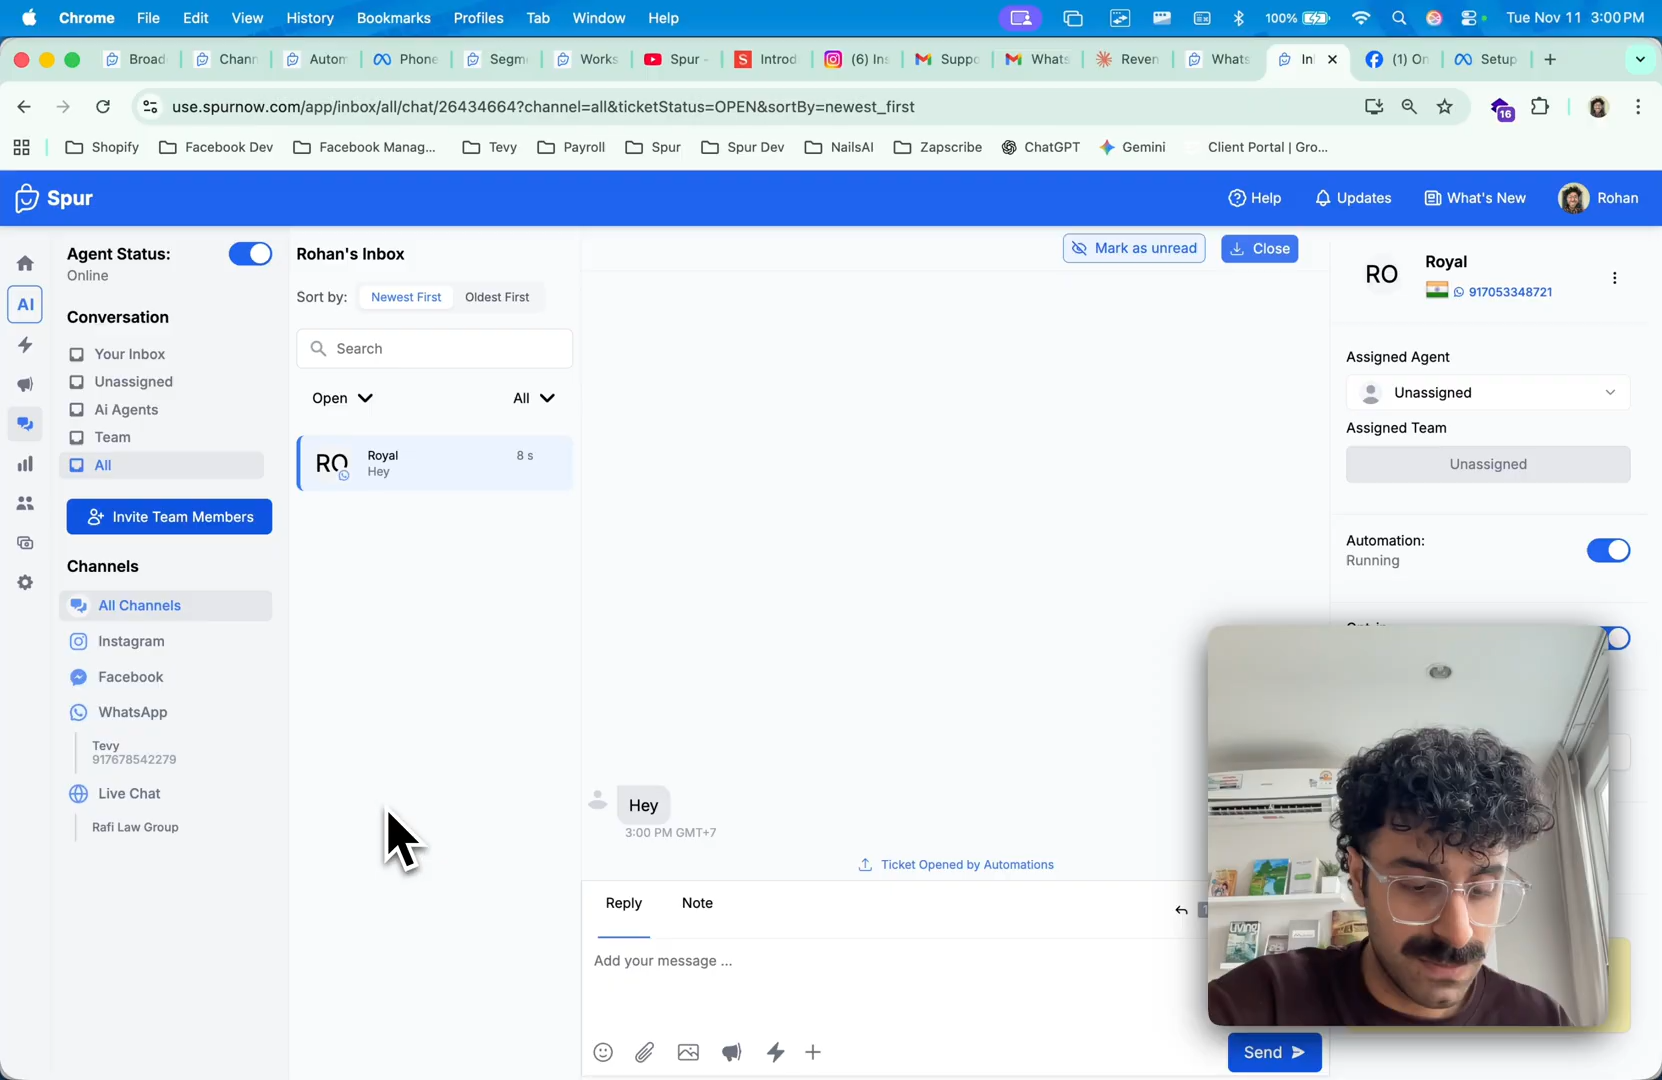 Chrome File Edit View History Bookmarks Profiles Tab Window Help 100% Tue Nov 11 3:00 PM
Broad Chann Autom Phone Segm Works Spur - Introd (6) Ins Suppo Whats Reven Whats In (1) On Setup
use.spurnow.com/app/inbox/all/chat/26434664?channel=all&ticketStatus=OPEN&sortBy=newest_first 16
Shopify Facebook Dev Facebook Manag... Tevy Payroll Spur Spur Dev NailsAI Zapscribe ChatGPT Gemini Client Portal | Gro...
Spur Help Updates What's New Rohan
Agent Status:
Online
AI
Conversation
Your Inbox
Unassigned
Ai Agents
Team
All
Invite Team Members
Channels
All Channels
Instagram
Facebook
WhatsApp
Tevy
917678542279
Live Chat
Rafi Law Group
Rohan's Inbox
Sort by: Newest First Oldest First
Search
Open All
RO
Royal 8 s
Hey
Mark as unread Close
Hey
3:00 PM GMT+7
Ticket Opened by Automations
Reply Note
Add your message ...
Send
RO
Royal
917053348721
Assigned Agent
Unassigned
Assigned Team
Unassigned
Automation:
Running